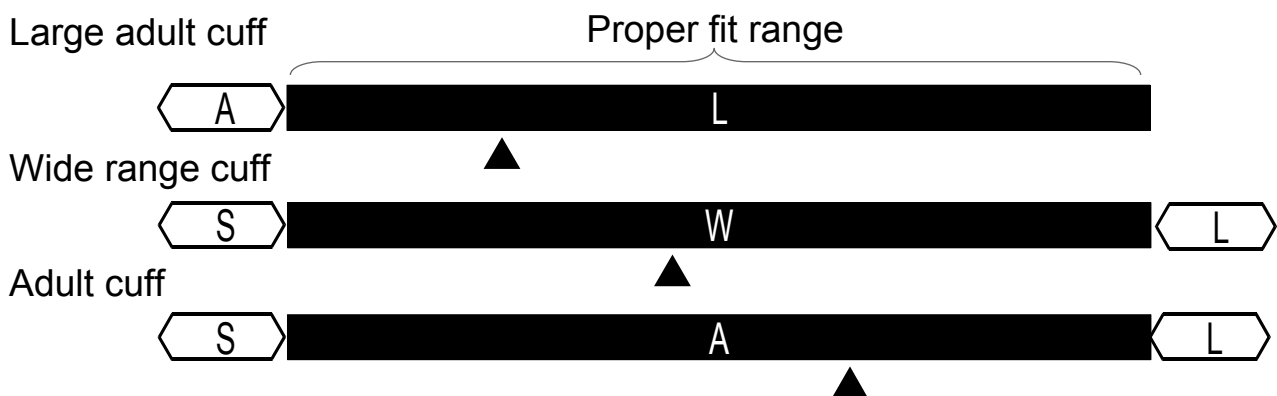 Large adult cuff
Proper fit range
A L
Wide range cuff
S W L
Adult cuff
S A L